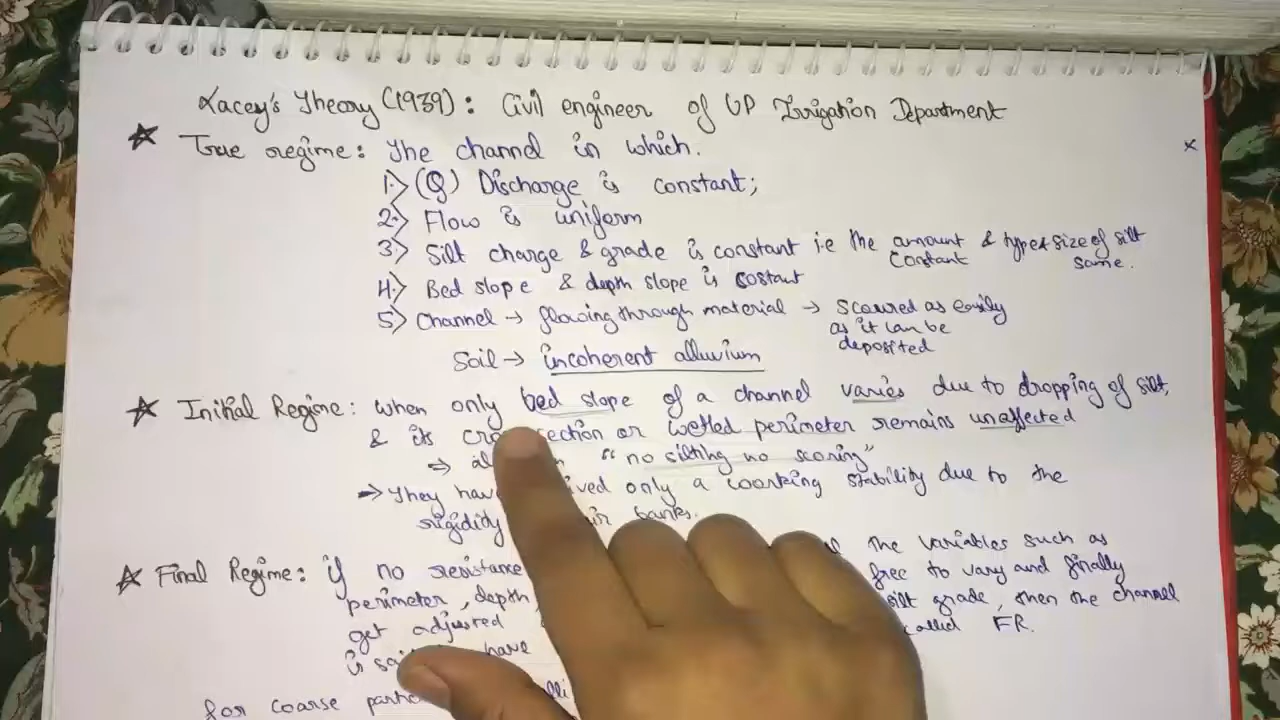 Lacey's Theory (1939) : Civil engineer of UP Irrigation Department
True regime : The channel in which.
1.> (Q) Discharge is constant;
2.> Flow is uniform
3> Silt charge & grade is constant i.e the amount & type & size of silt
constant same.
4.> Bed slope & depth slope is costant
5> Channel → flowing through material → scoured as easily
as it can be
deposited
Soil → incoherent alluvium
Initial Regime : when only bed slope of a channel varies due to dropping of silt,
& its section or wetted perimeter remains unaffected
⇒ "no silting no scoring"
→ They only a working stability due to the
rigidity banks.
Final Regime : if no resistance the variables such as
perimeter, depth, free to vary and finally
get adjusted silt grade, then the channel
is have called FR.
for coarse